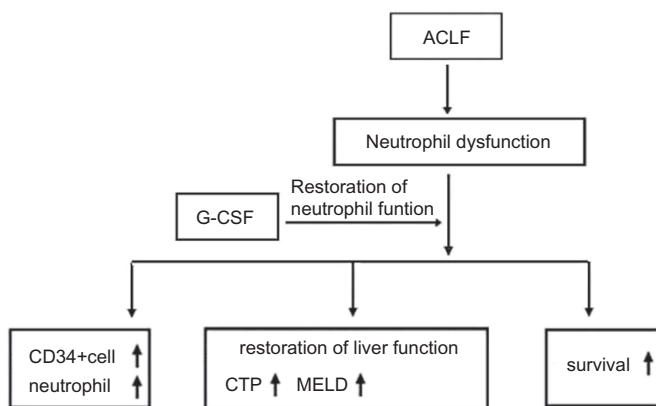 ACLF
Neutrophil dysfunction
Restoration of
neutrophil funtion
G-CSF
CD34+cell
neutrophil
restoration of liver function
CTP MELD
survival